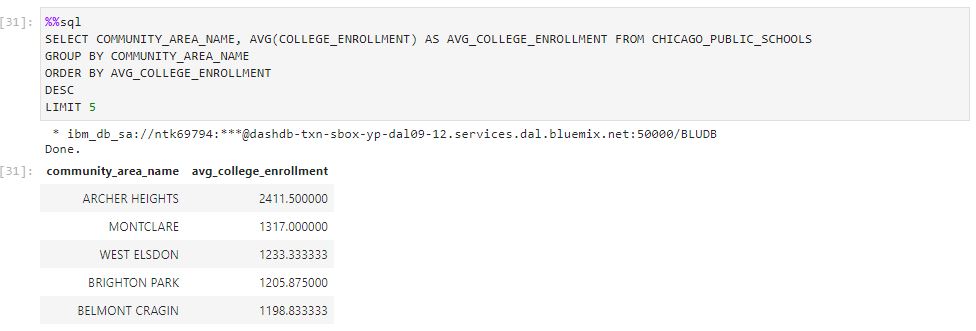 [31]: %%sql
SELECT COMMUNITY_AREA_NAME, AVG(COLLEGE_ENROLLMENT) AS AVG_COLLEGE_ENROLLMENT FROM CHICAGO_PUBLIC_SCHOOLS
GROUP BY COMMUNITY_AREA_NAME
ORDER BY AVG_COLLEGE_ENROLLMENT
DESC
LIMIT 5
* ibm_db_sa://ntk69794:***@dashdb-txn-sbox-yp-dal09-12.services.dal.bluemix.net:50000/BLUDB
Done.
[31]: community_area_name avg_college_enrollment
ARCHER HEIGHTS 2411.500000
MONTCLARE 1317.000000
WEST ELSDON 1233.333333
BRIGHTON PARK 1205.875000
BELMONT CRAGIN 1198.833333